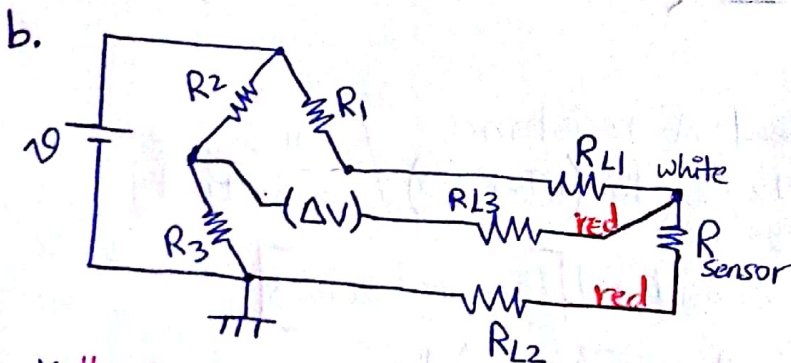 b.
R2
R1
RL1
white
ϑ
(ΔV)
RL3
red
R3
R sensor
red
RL2